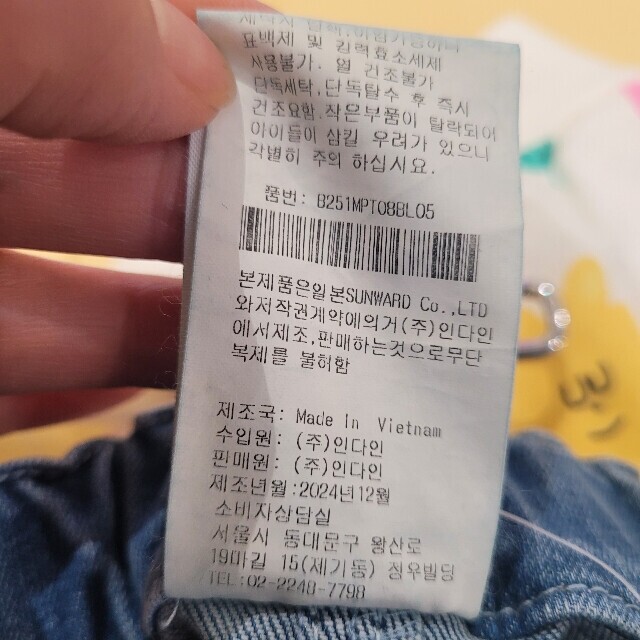 표백제 및 강력효소세제
사용불가. 열 건조불가
단독세탁, 단독탈수 후 즉시
건조요함. 작은부품이 탈락되어
아이들이 삼킬 우려가 있으니
각별히 주의 하십시요.
품번: B251MPT08BL05
본제품은일본SUNWARD Co.,LTD
와저작권계약에의거(주)인다인
에서제조,판매하는것으로무단
복제를 불허함
제조국: Made In Vietnam
수입원: (주)인다인
판매원: (주)인다인
제조년월:2024년12월
소비자상담실
서울시 동대문구 왕산로
19마길 15(제기동) 정우빌딩
TEL:02-2248-7798